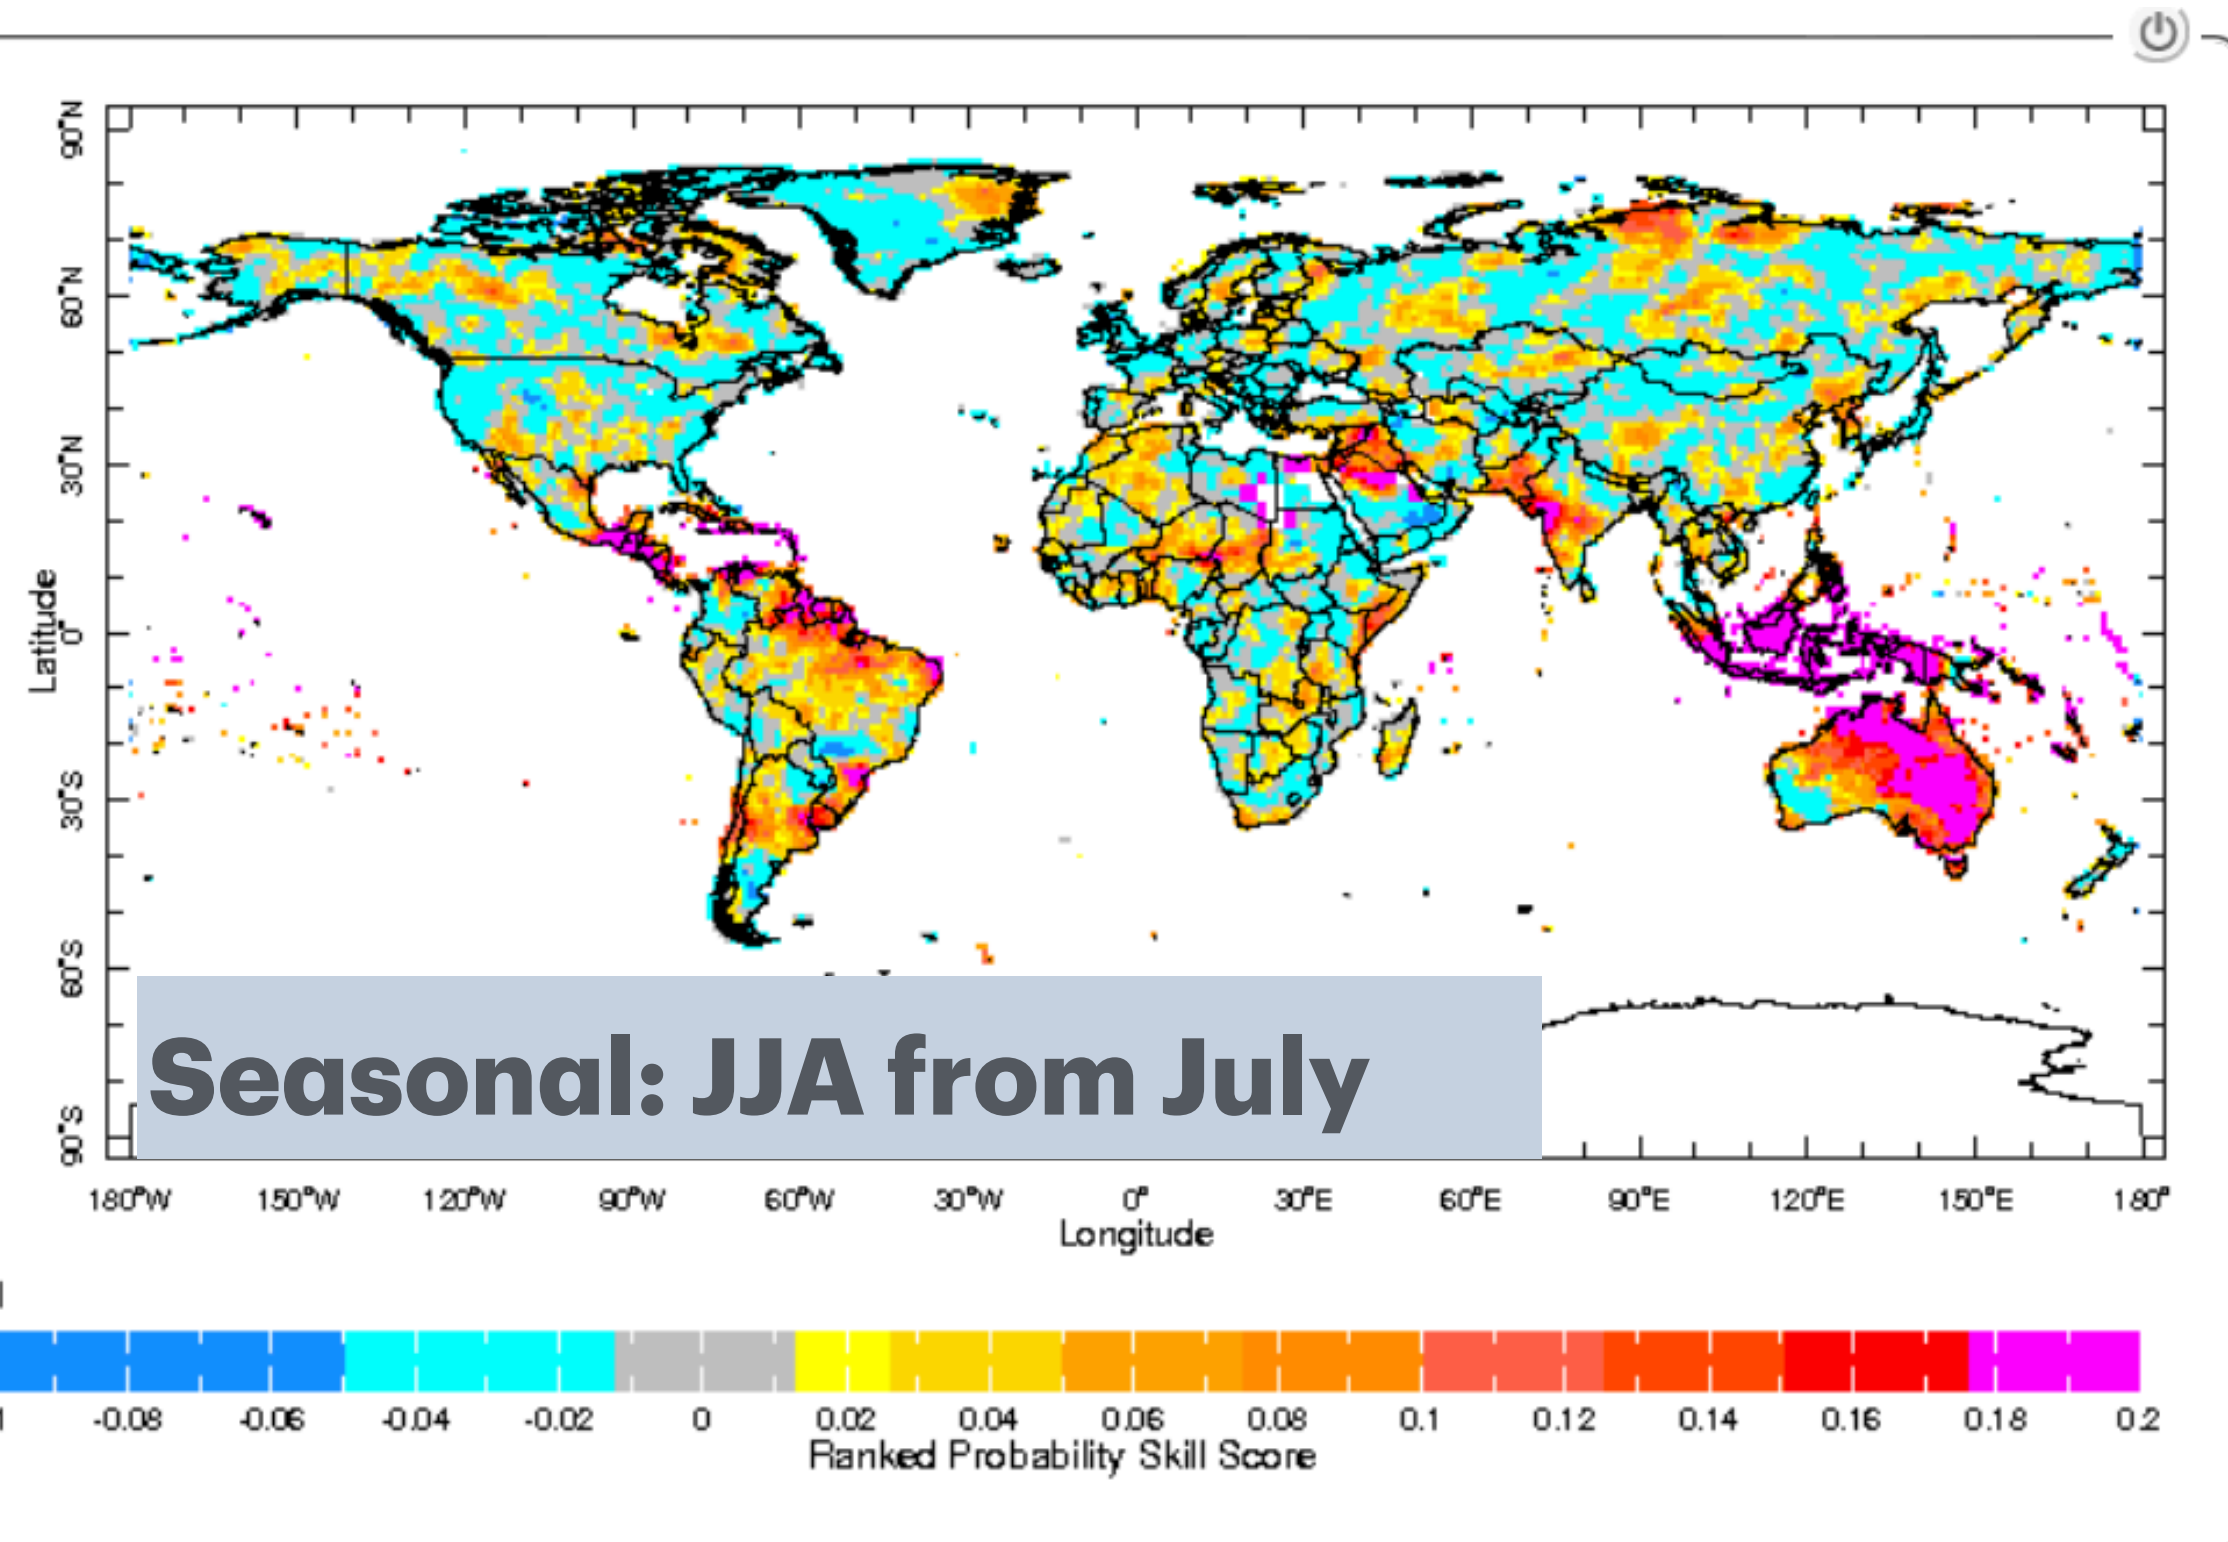 90°N
60°N
30°N
0°
30°S
60°S
90°S
Latitude
Seasonal: JJA from July
180°W 150°W 120°W 90°W 60°W 30°W 0° 30°E 60°E 90°E 120°E 150°E 180°
Longitude
-0.08 -0.06 -0.04 -0.02 0 0.02 0.04 0.06 0.08 0.1 0.12 0.14 0.16 0.18 0.2
Ranked Probability Skill Score